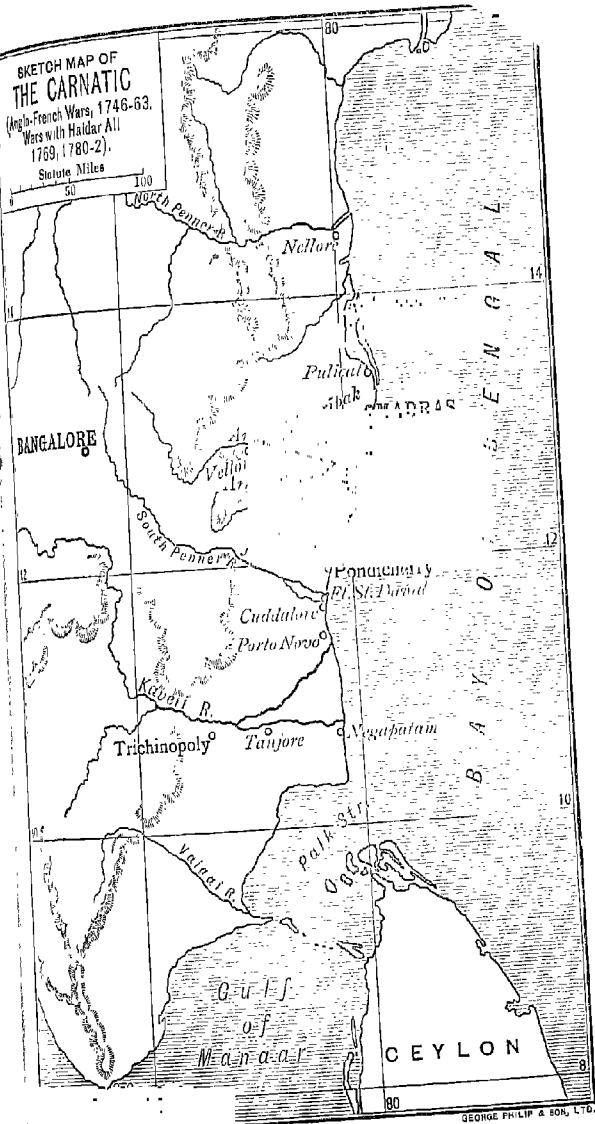 SKETCH MAP OF
THE CARNATIC
(Anglo-French Wars, 1746-63,
Wars with Haidar Ali
1769, 1780-2).
Statute Miles
0 50 100
80
North Penner R.
Nellore
14
Pulicat
BANGALORE
South Penner R.
12
12
Pondicherry
Ft. St. David
Cuddalore
Porto Novo
Kaveri R.
Trichinopoly
Tanjore
Negapatam
BAY O
BENGAL
10
Palk Str.
Vaigai R.
Gulf
of
Manaar
CEYLON
8
80
GEORGE PHILIP & SON, LTD.